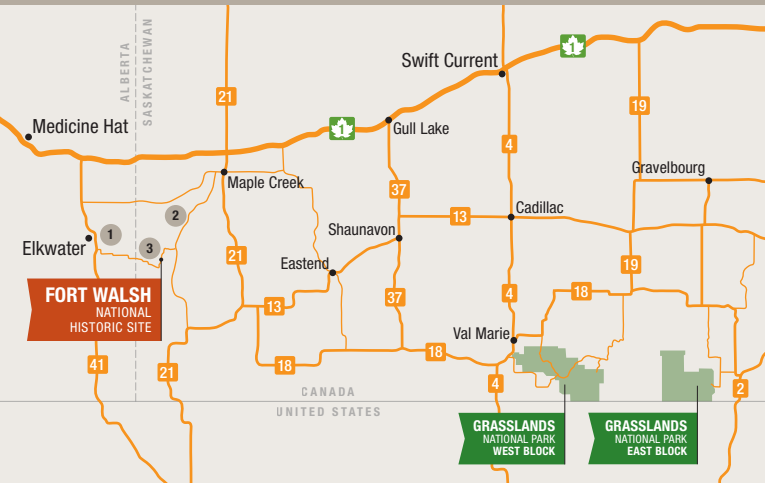 ALBERTA
SASKATCHEWAN
Swift Current
1
21
19
Medicine Hat
1
Gull Lake
4
Gravelbourg
Maple Creek
37
2
13
Cadillac
1
Shaunavon
Elkwater
3
21
Eastend
19
FORT WALSH
NATIONAL
HISTORIC SITE
13
37
4
18
Val Marie
41
21
18
18
4
2
CANADA
UNITED STATES
GRASSLANDS
NATIONAL PARK
WEST BLOCK
GRASSLANDS
NATIONAL PARK
EAST BLOCK